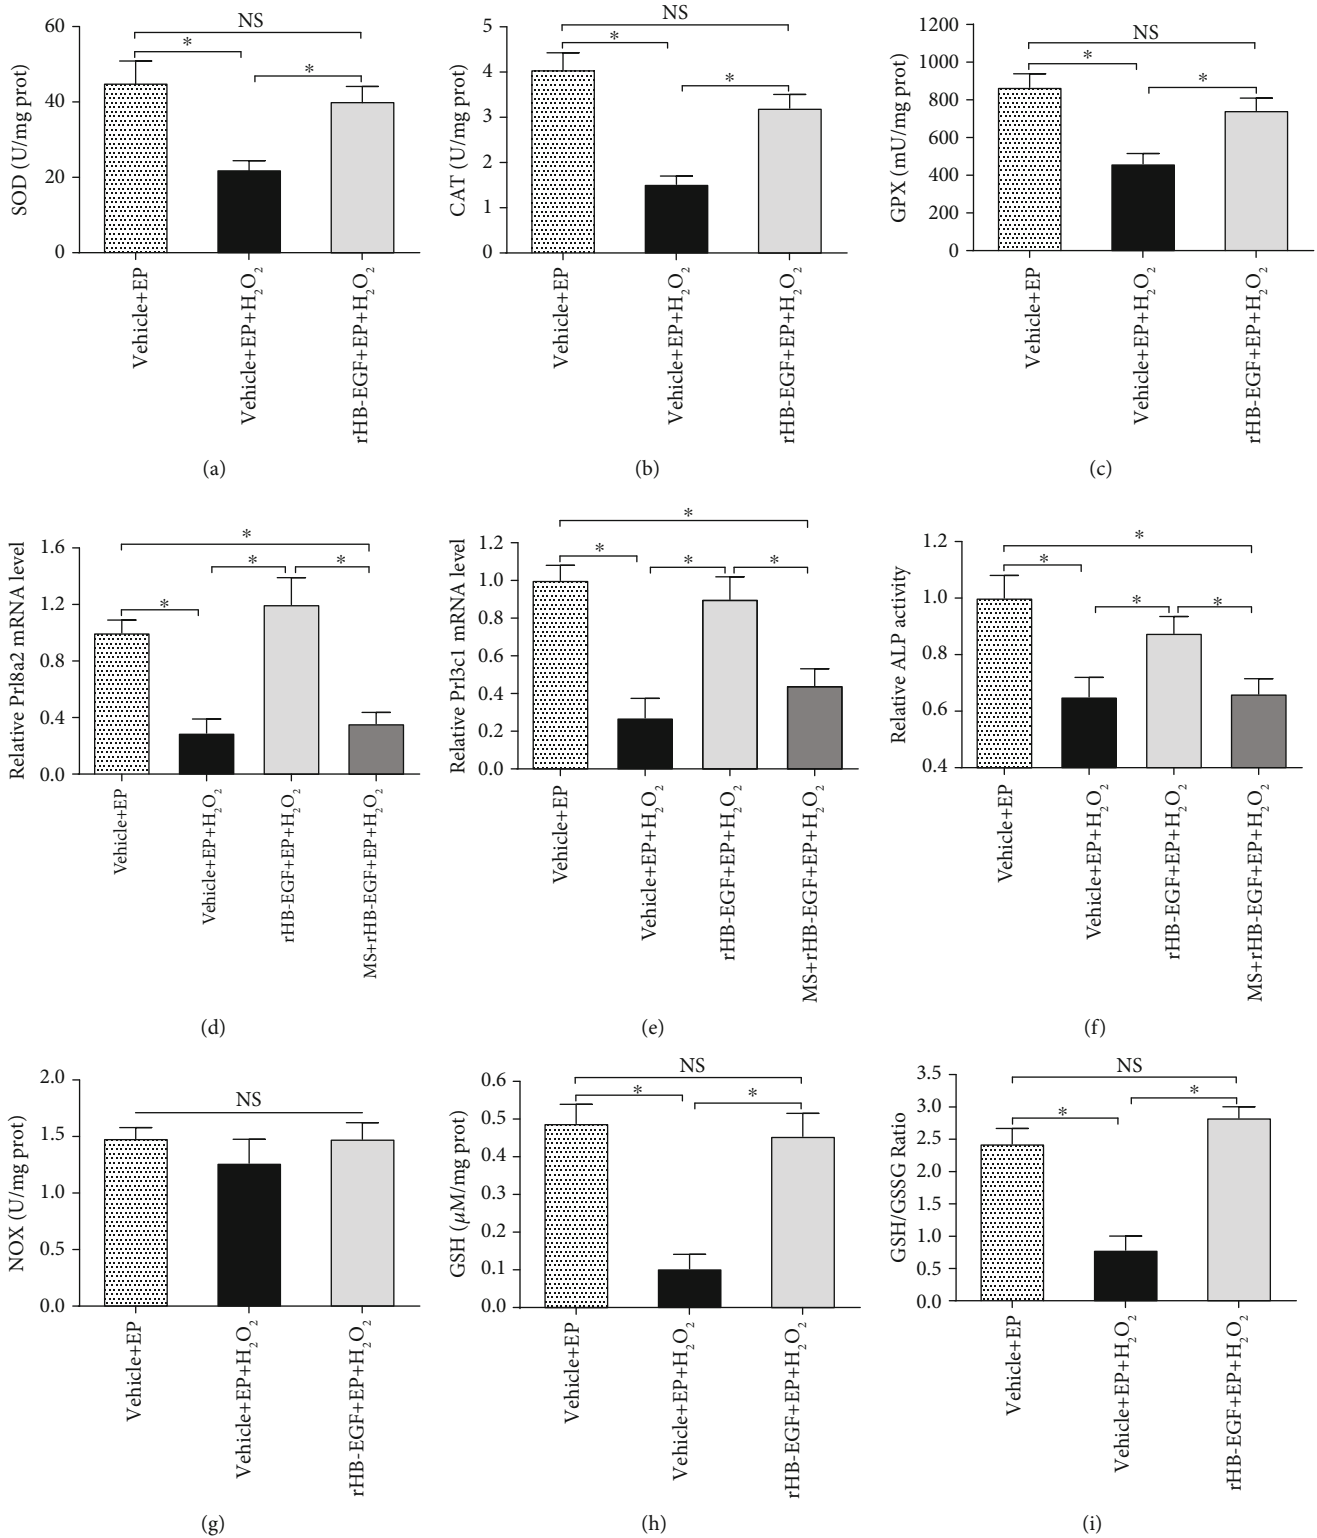 NS
*
*
60
40
20
0
SOD (U/mg prot)
Vehicle+EP
Vehicle+EP+H₂O₂
rHB-EGF+EP+H₂O₂
(a)
NS
*
*
5
4
3
2
1
0
CAT (U/mg prot)
Vehicle+EP
Vehicle+EP+H₂O₂
rHB-EGF+EP+H₂O₂
(b)
NS
*
*
1200
1000
800
600
400
200
0
GPX (mU/mg prot)
Vehicle+EP
Vehicle+EP+H₂O₂
rHB-EGF+EP+H₂O₂
(c)
*
*
*
*
1.6
1.2
0.8
0.4
0.0
Relative Prl8a2 mRNA level
Vehicle+EP
Vehicle+EP+H₂O₂
rHB-EGF+EP+H₂O₂
MS+rHB-EGF+EP+H₂O₂
(d)
*
*
*
*
1.2
1.0
0.8
0.6
0.4
0.2
0.0
Relative Prl3c1 mRNA level
Vehicle+EP
Vehicle+EP+H₂O₂
rHB-EGF+EP+H₂O₂
MS+rHB-EGF+EP+H₂O₂
(e)
*
*
*
*
1.2
1.0
0.8
0.6
0.4
Relative ALP activity
Vehicle+EP
Vehicle+EP+H₂O₂
rHB-EGF+EP+H₂O₂
MS+rHB-EGF+EP+H₂O₂
(f)
NS
2.0
1.5
1.0
0.5
0.0
NOX (U/mg prot)
Vehicle+EP
Vehicle+EP+H₂O₂
rHB-EGF+EP+H₂O₂
(g)
NS
*
*
0.6
0.5
0.4
0.3
0.2
0.1
0.0
GSH (μM/mg prot)
Vehicle+EP
Vehicle+EP+H₂O₂
rHB-EGF+EP+H₂O₂
(h)
NS
*
*
3.5
3.0
2.5
2.0
1.5
1.0
0.5
0.0
GSH/GSSG Ratio
Vehicle+EP
Vehicle+EP+H₂O₂
rHB-EGF+EP+H₂O₂
(i)